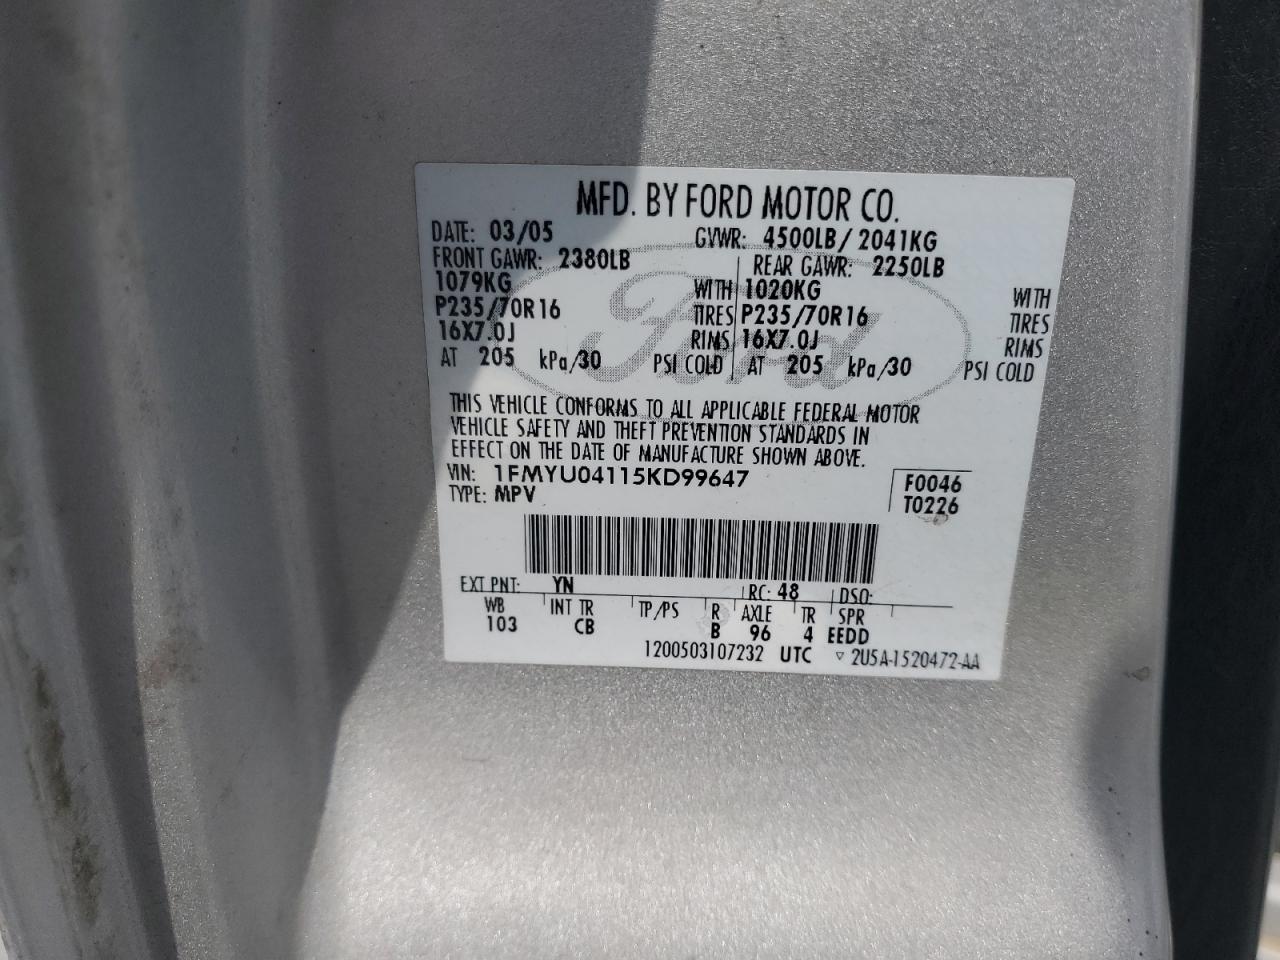 MFD. BY FORD MOTOR CO.
DATE: 03/05 GVWR: 4500LB/ 2041KG
FRONT GAWR: 2380LB REAR GAWR: 2250LB
1079KG WITH 1020KG WITH
P235/70R16 TIRES P235/70R16 TIRES
16X7.0J RIMS 16X7.0J RIMS
AT 205 kPa/30 PSI COLD AT 205 kPa/30 PSI COLD
Ford
THIS VEHICLE CONFORMS TO ALL APPLICABLE FEDERAL MOTOR
VEHICLE SAFETY AND THEFT PREVENTION STANDARDS IN
EFFECT ON THE DATE OF MANUFACTURE SHOWN ABOVE.
VIN: 1FMYU04115KD99647 F0046
TYPE: MPV T0226
EXT PNT: YN RC: 48 DSO:
WB INT TR TP/PS R AXLE TR SPR
103 CB B 96 4 EEDD
1200503107232 UTC ▽ 2U5A-1520472-AA